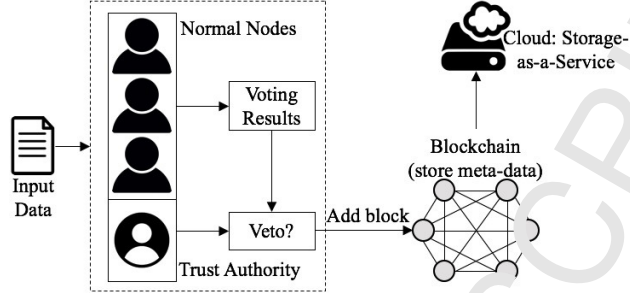 Normal Nodes
Cloud: Storage-
as-a-Service
Voting
Results
Blockchain
(store meta-data)
Input
Data
Veto?
Add block
Trust Authority